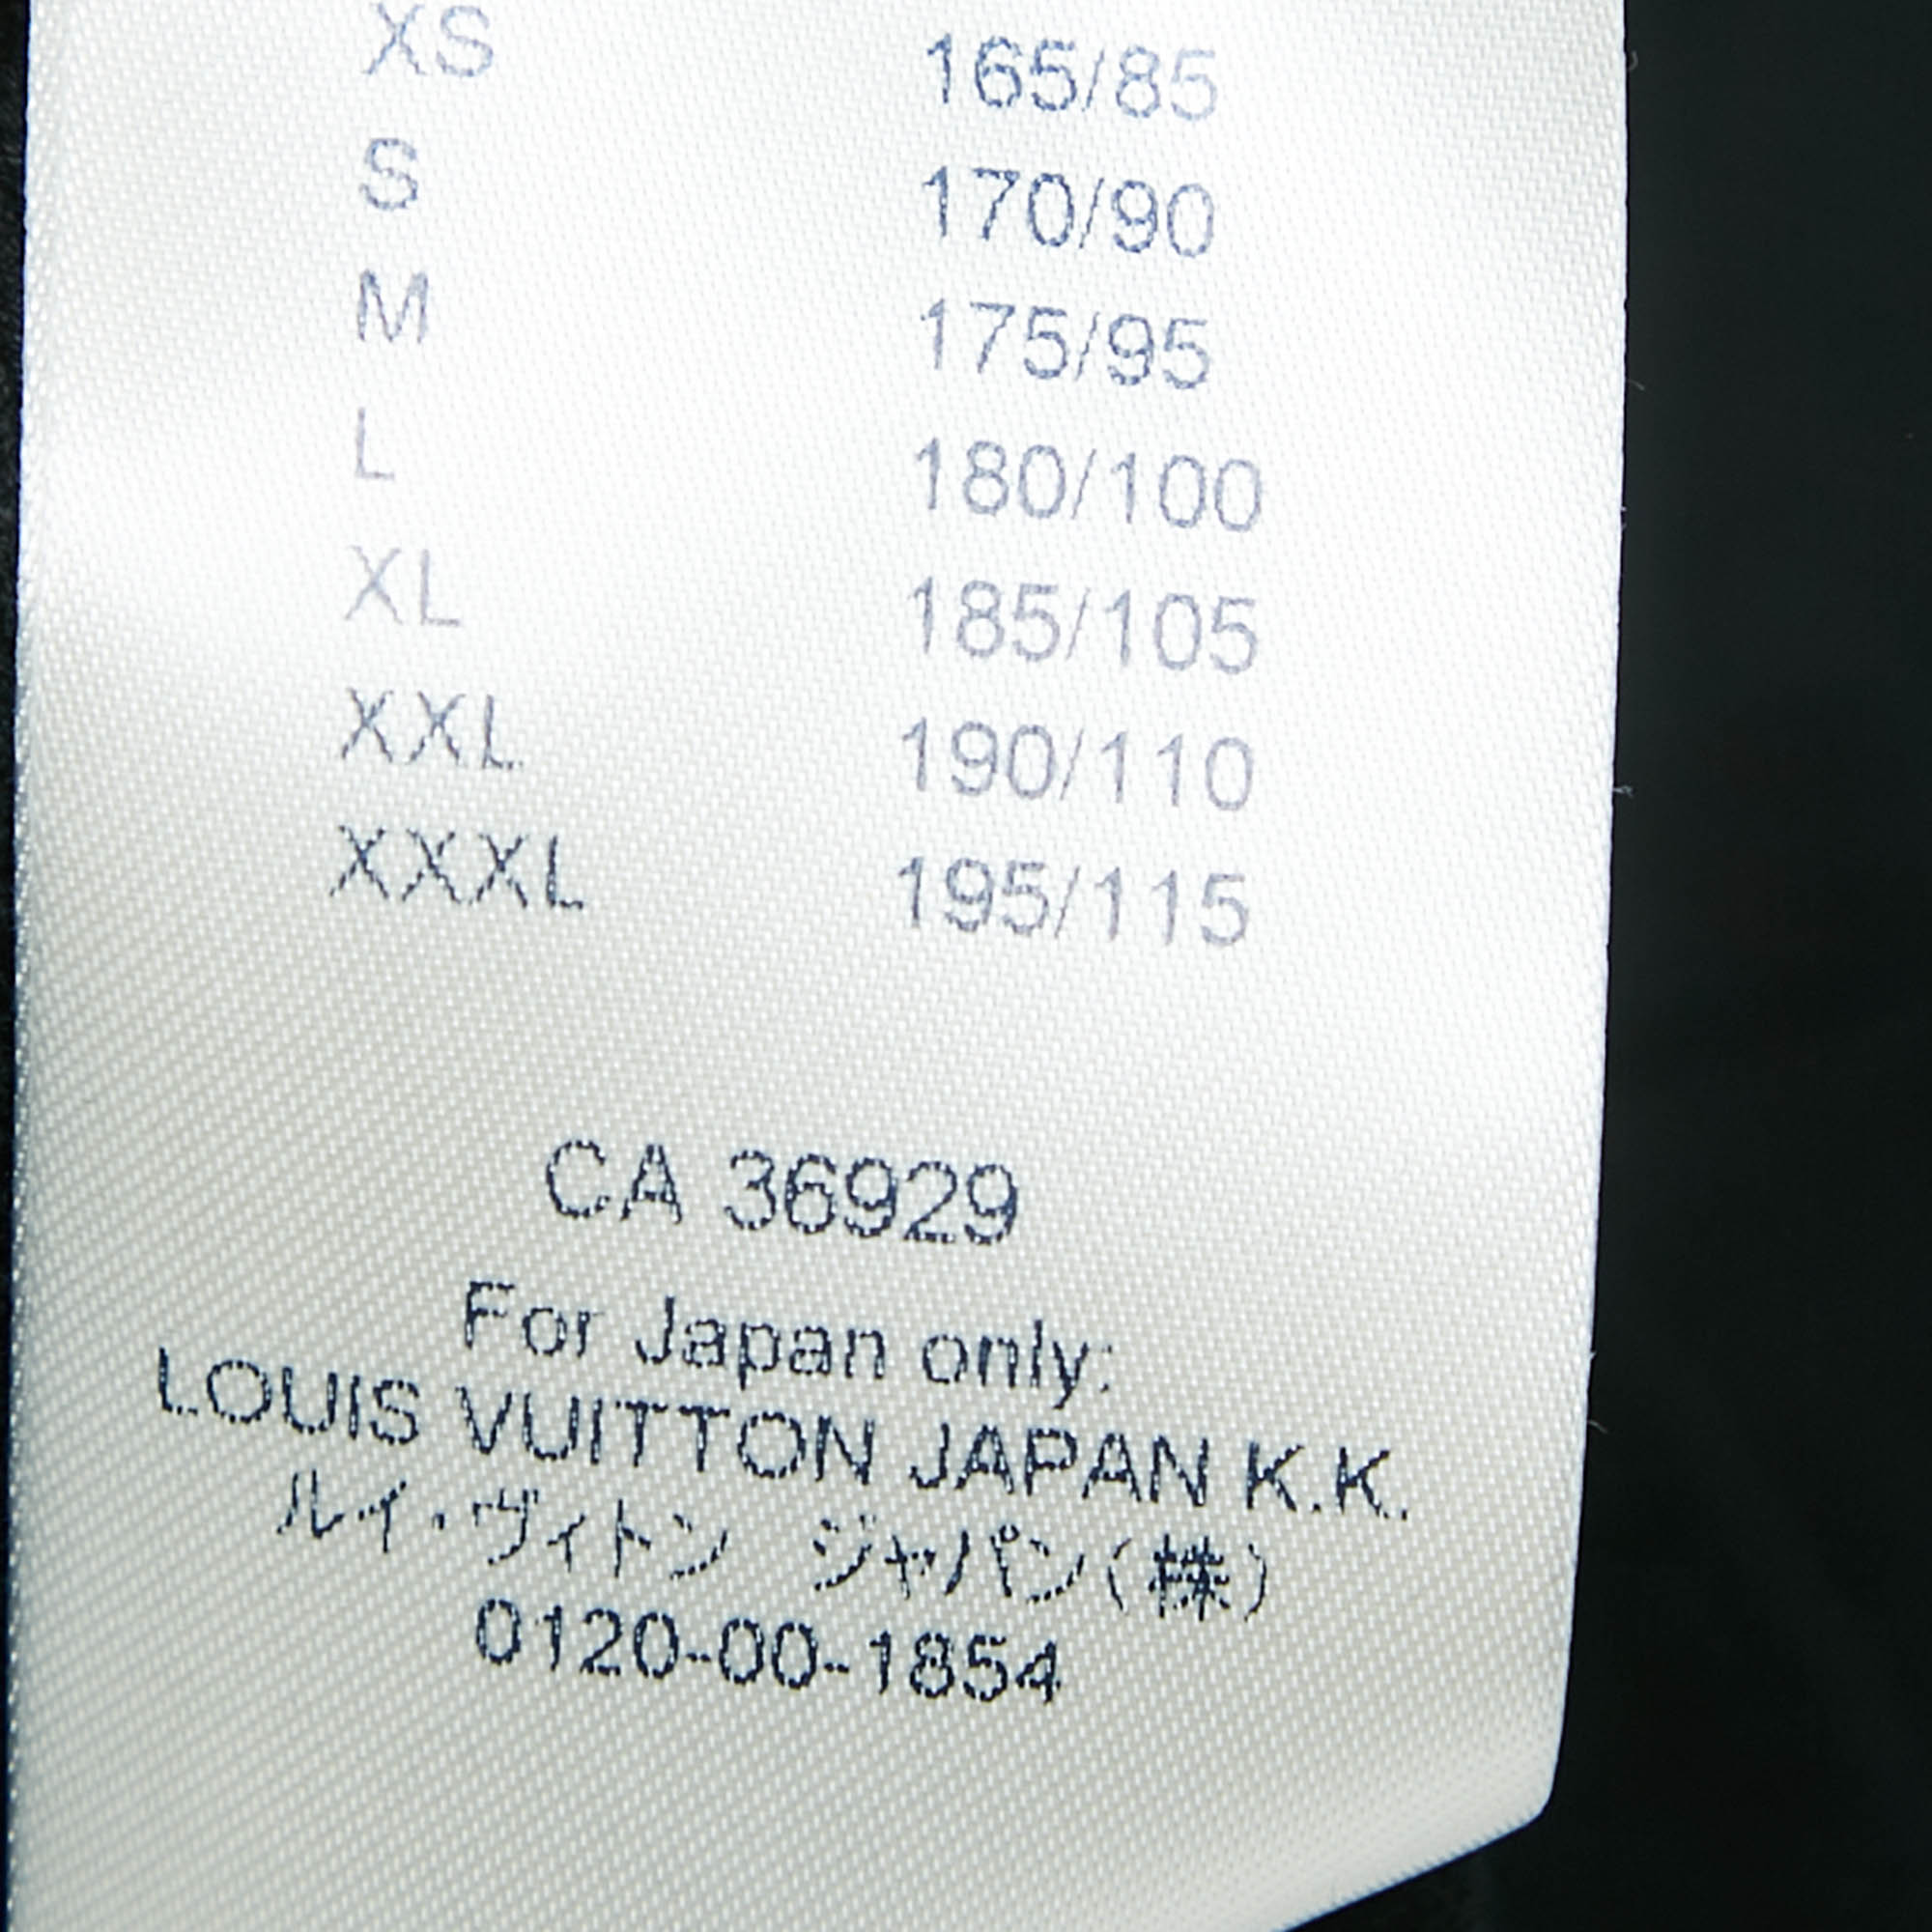 XS 165/85
S 170/90
M 175/95
L 180/100
XL 185/105
XXL 190/110
XXXL 195/115
CA 36929
For Japan only:
LOUIS VUITTON JAPAN K.K.
ルイ・ヴィトン ジャパン(株)
0120-00-1854